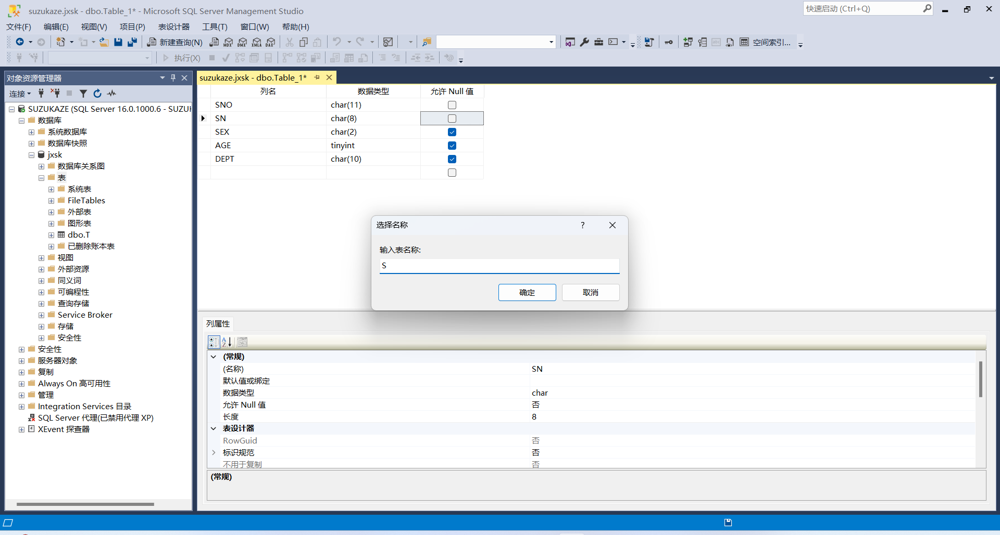 suzukaze.jxsk - dbo.Table_1* - Microsoft SQL Server Management Studio
快速启动 (Ctrl+Q)
文件(F) 编辑(E) 视图(V) 项目(P) 表设计器 工具(T) 窗口(W) 帮助(H)
新建查询(N) MDX DMX XMLA DAX 空间索引...
执行(X)
对象资源管理器
连接
SUZUKAZE (SQL Server 16.0.1000.6 - SUZU
数据库
系统数据库
数据库快照
jxsk
数据库关系图
表
系统表
FileTables
外部表
图形表
dbo.T
已删除账本表
视图
外部资源
同义词
可编程性
查询存储
Service Broker
存储
安全性
安全性
服务器对象
复制
Always On 高可用性
管理
Integration Services 目录
SQL Server 代理(已禁用代理 XP)
XEvent 探查器
suzukaze.jxsk - dbo.Table_1*
列名 数据类型 允许 Null 值
SNO char(11)
SN char(8)
SEX char(2)
AGE tinyint
DEPT char(10)
选择名称 ?
输入表名称:
S
确定 取消
列属性
(常规)
(名称) SN
默认值或绑定
数据类型 char
允许 Null 值 否
长度 8
表设计器
RowGuid 否
标识规范 否
不用于复制 否
(常规)